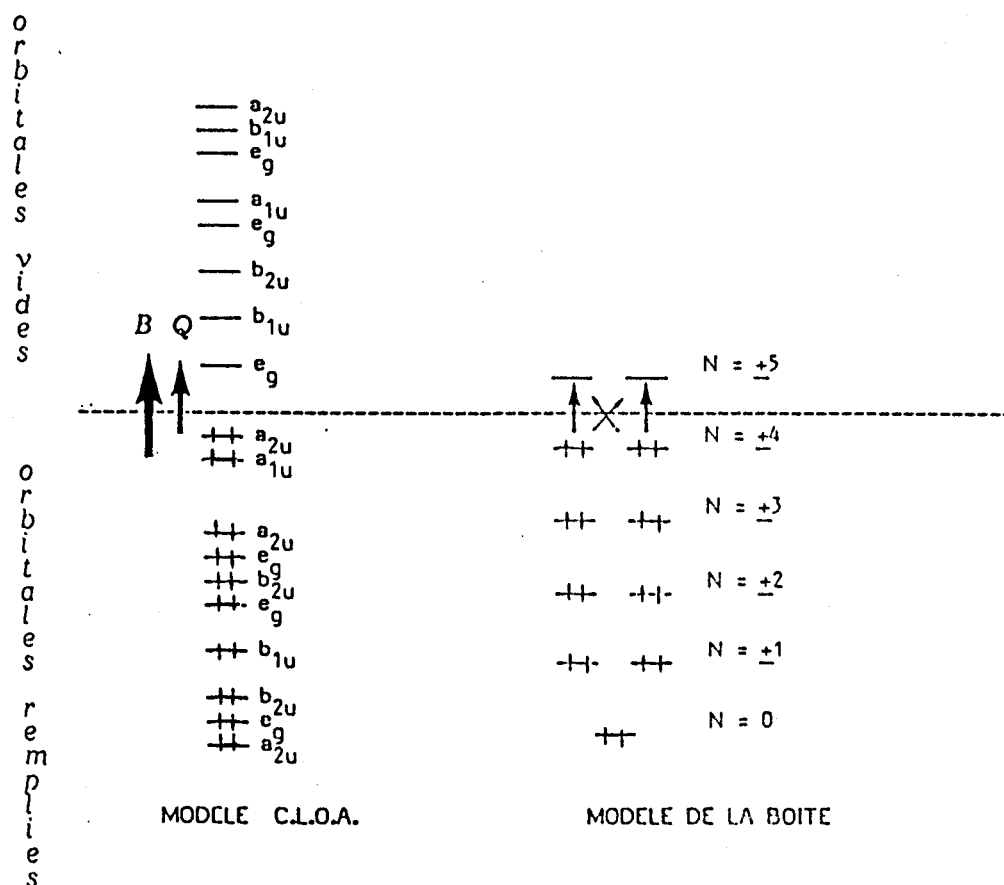 orbitales vides
a2u
b1u
eg
a1u
eg
b2u
b1u
B Q
eg
orbitales remplies
a2u
a1u
a2u
eg
b2u
eg
b1u
b2u
eg
a2u
MODELE C.L.O.A.
N = ±5
N = ±4
N = ±3
N = ±2
N = ±1
N = 0
MODELE DE LA BOITE